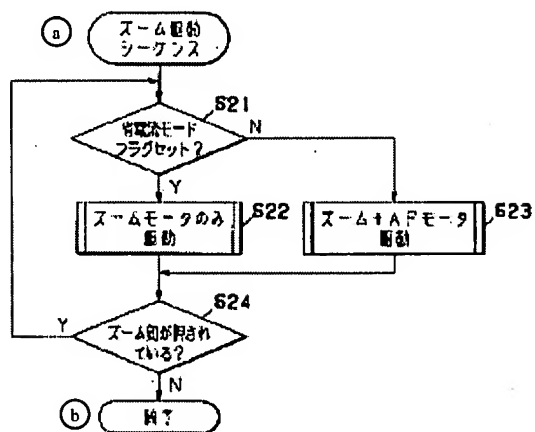 a
ズーム駆動
シーケンス
S21
省電流モード
フラグセット?
N
Y
ズームモータのみ
駆動
S22
ズーム+AFモータ
駆動
S23
S24
ズーム釦が押されて
いる?
Y
N
b
終了